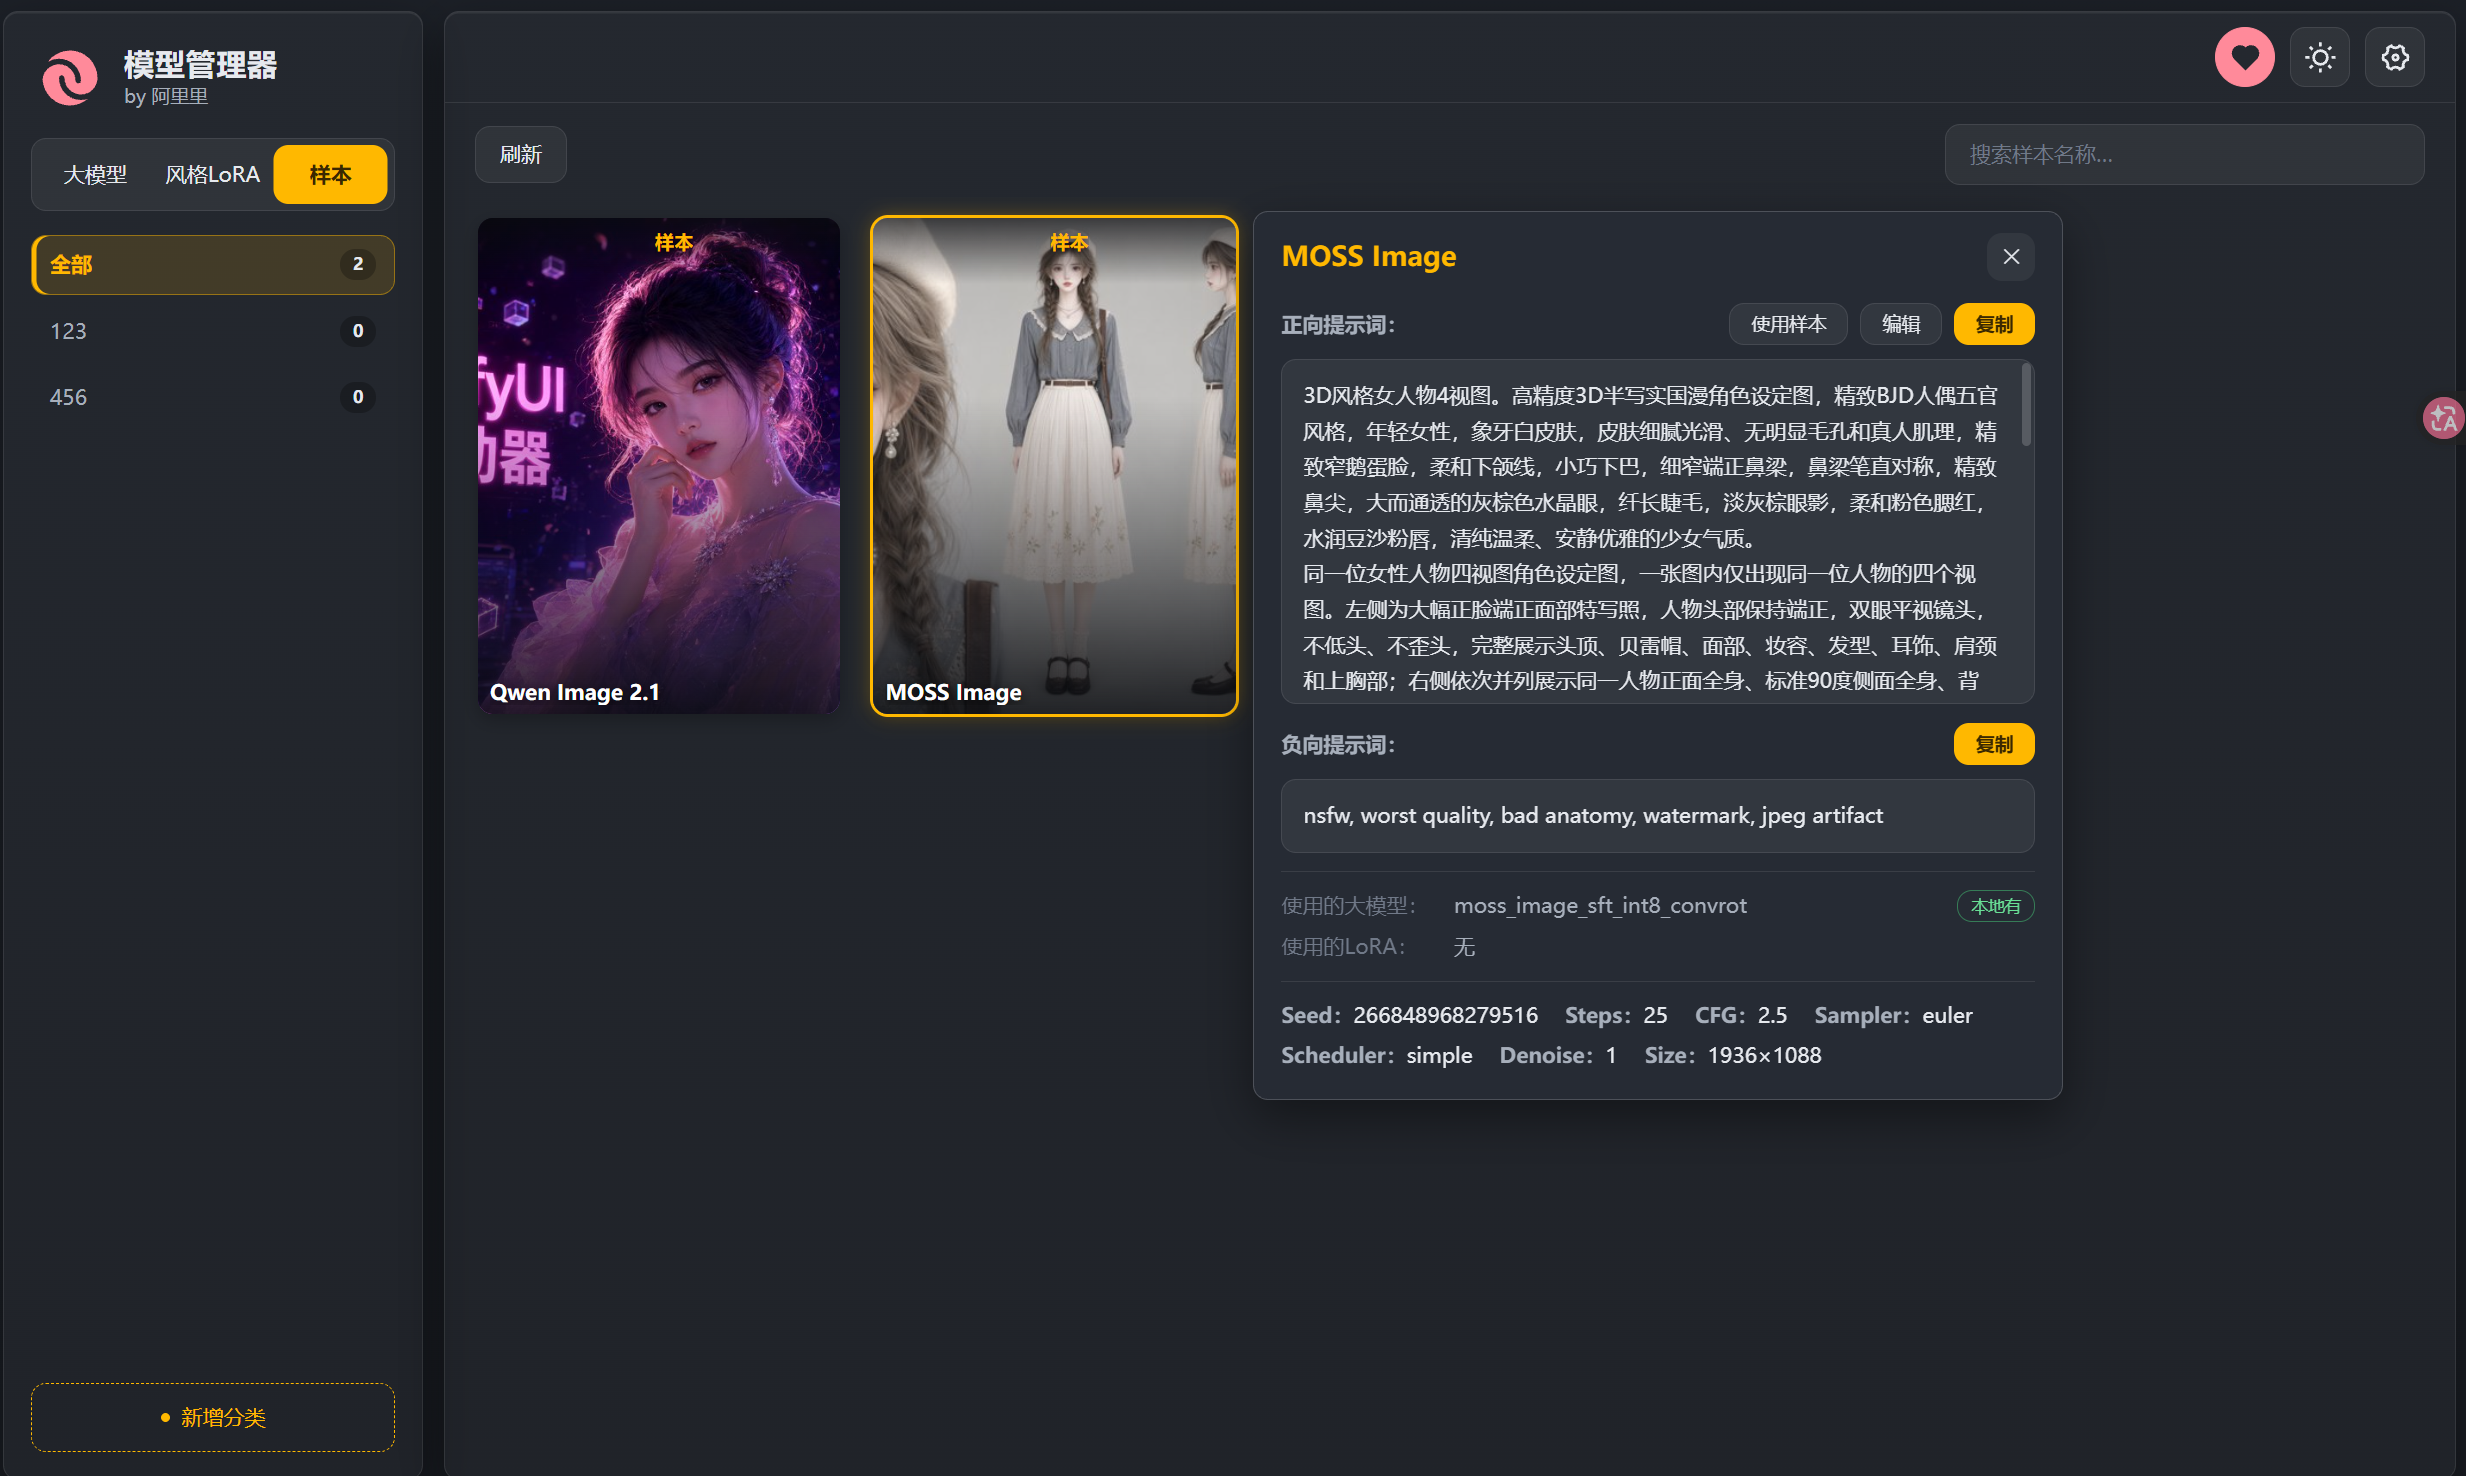 模型管理器
by 阿里里
大模型
风格LoRA
样本
全部
2
123
0
456
0
新增分类
刷新
搜索样本名称...
样本
fyUI
动器
Qwen Image 2.1
样本
MOSS Image
MOSS Image
正向提示词：
使用样本
编辑
复制
3D风格女人物4视图。高精度3D半写实国漫角色设定图，精致BJD人偶五官
风格，年轻女性，象牙白皮肤，皮肤细腻光滑、无明显毛孔和真人肌理，精
致窄鹅蛋脸，柔和下颌线，小巧下巴，细窄端正鼻梁，鼻梁笔直对称，精致
鼻尖，大而通透的灰棕色水晶眼，纤长睫毛，淡灰棕眼影，柔和粉色腮红，
水润豆沙粉唇，清纯温柔、安静优雅的少女气质。
同一位女性人物四视图角色设定图，一张图内仅出现同一位人物的四个视
图。左侧为大幅正脸端正面部特写照，人物头部保持端正，双眼平视镜头，
不低头、不歪头，完整展示头顶、贝雷帽、面部、妆容、发型、耳饰、肩颈
和上胸部；右侧依次并列展示同一人物正面全身、标准90度侧面全身、背
负向提示词：
复制
nsfw, worst quality, bad anatomy, watermark, jpeg artifact
使用的大模型：
moss_image_sft_int8_convrot
本地有
使用的LoRA：
无
Seed：266848968279516 Steps：25 CFG：2.5 Sampler：euler
Scheduler：simple Denoise：1 Size：1936×1088